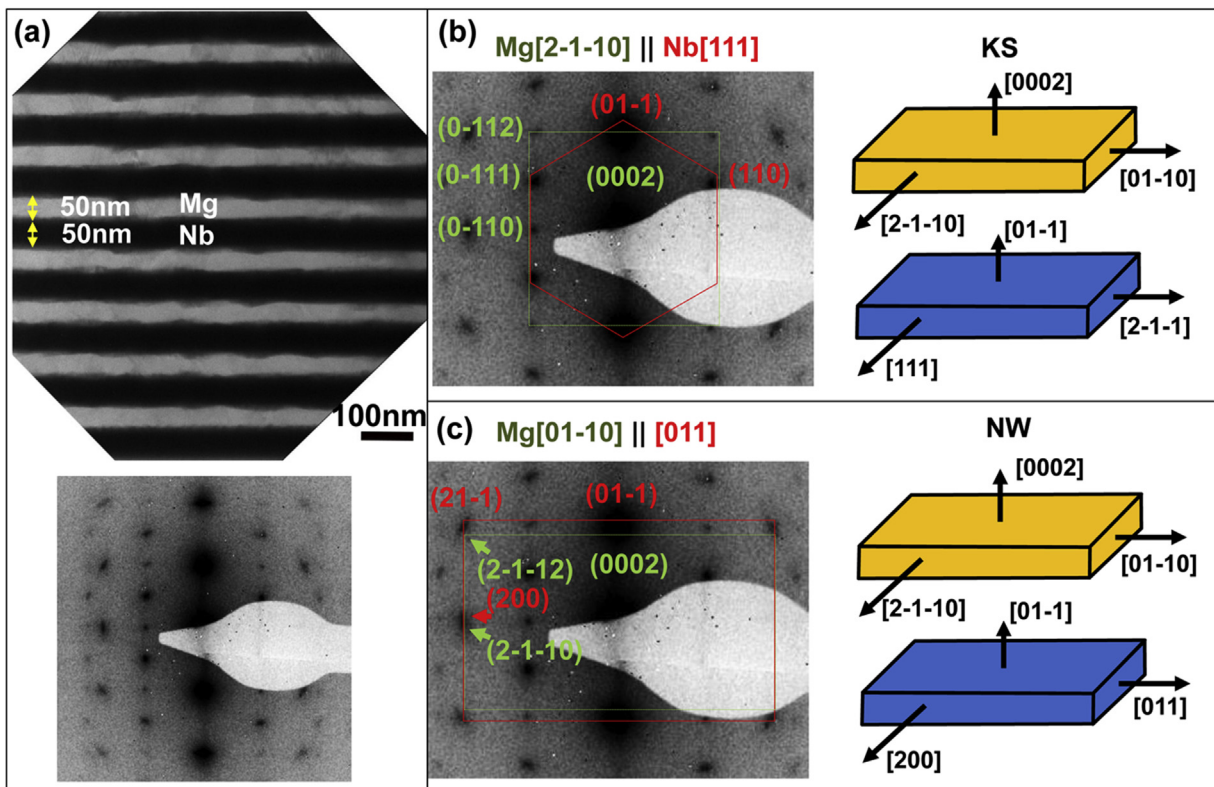 (a)
50nm Mg
50nm Nb
100nm
(b)
Mg[2-1-10] || Nb[111]
(01-1)
(0-112)
(0-111)
(0002)
(110)
(0-110)
KS
[0002]
[01-10]
[2-1-10]
[01-1]
[2-1-1]
[111]
(c)
Mg[01-10] || [011]
(21-1)
(01-1)
(2-1-12)
(0002)
(200)
(2-1-10)
NW
[0002]
[01-10]
[2-1-10]
[01-1]
[011]
[200]